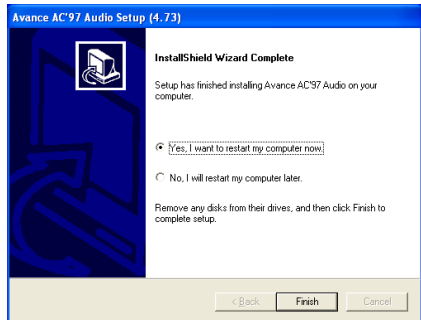 Avance AC'97 Audio Setup (4.73)
InstallShield Wizard Complete
Setup has finished installing Avance AC'97 Audio on your
computer.
Yes, I want to restart my computer now.
No, I will restart my computer later.
Remove any disks from their drives, and then click Finish to
complete setup.
< Back Finish Cancel